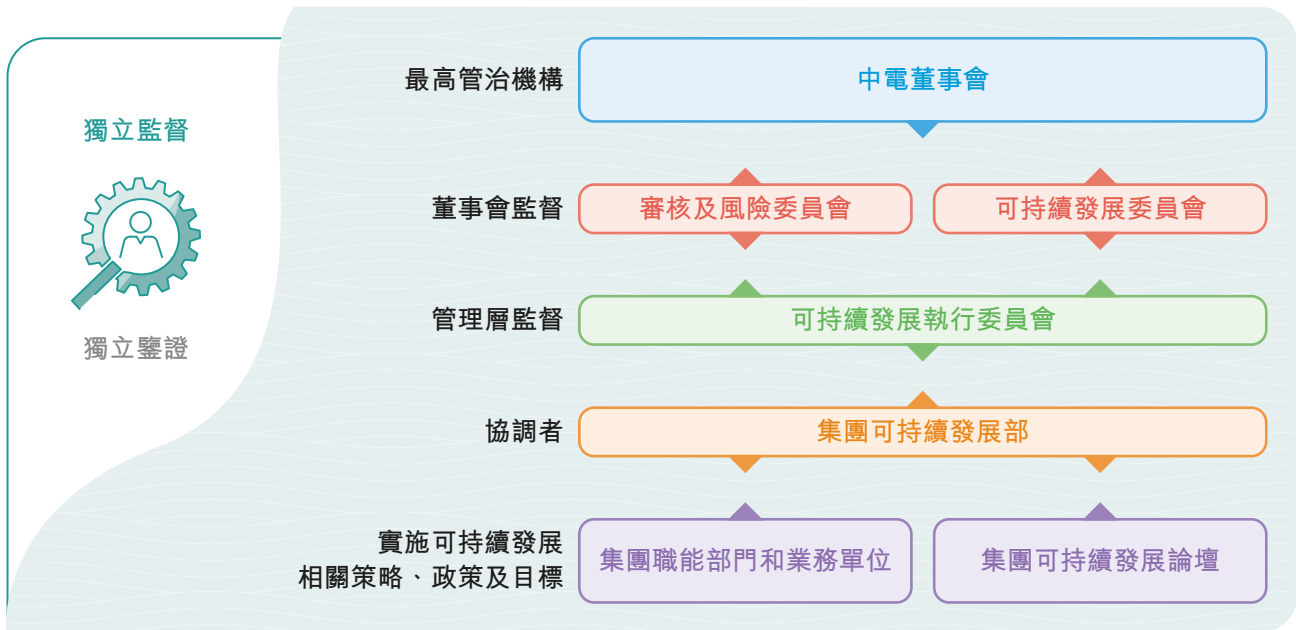 獨立監督
獨立鑒證
最高管治機構
中電董事會
董事會監督
審核及風險委員會
可持續發展委員會
管理層監督
可持續發展執行委員會
協調者
集團可持續發展部
實施可持續發展
相關策略、政策及目標
集團職能部門和業務單位
集團可持續發展論壇